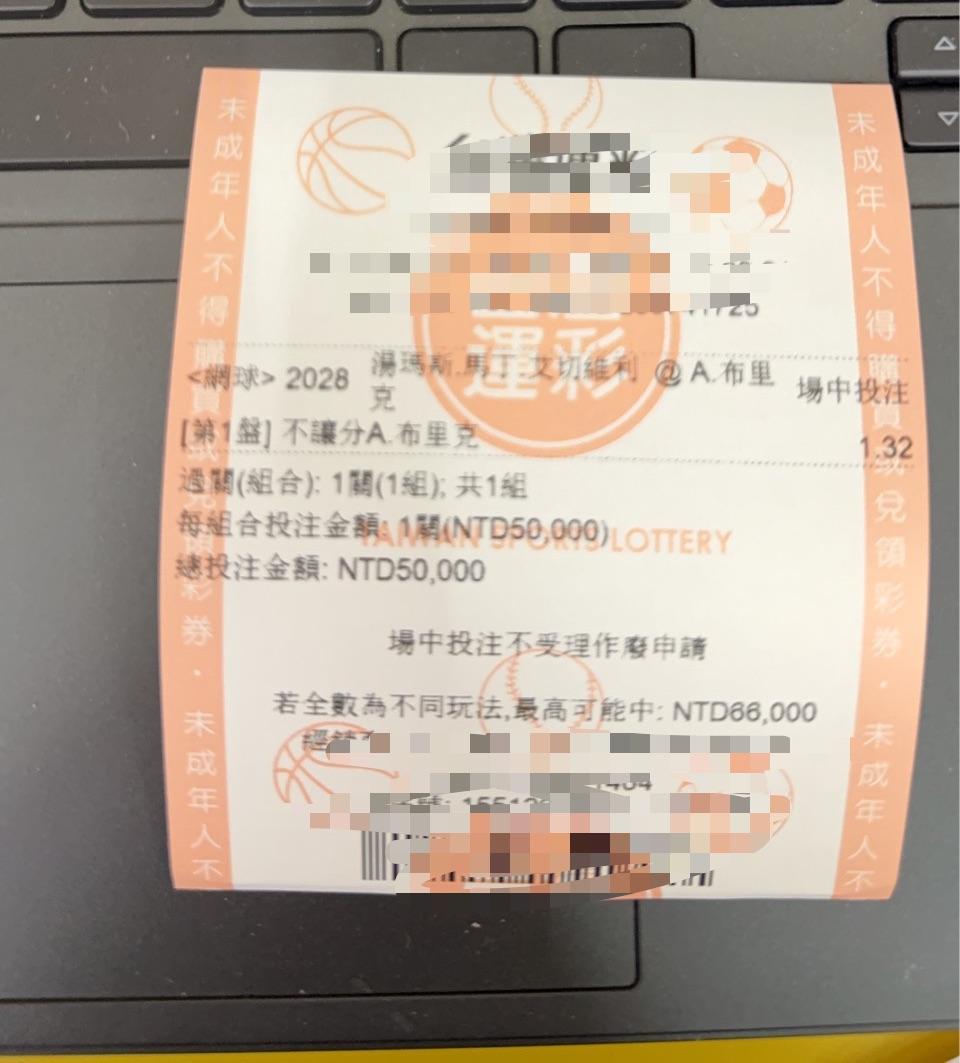 運彩
11725
<網球> 2028 湯瑪斯.馬丁.艾切維利 @ A.布里克 場中投注
[第1盤] 不讓分A.布里克 1.32
過關(組合): 1關(1組); 共1組
每組合投注金額: 1關(NTD50,000)
TAIWAN SPORTS LOTTERY
總投注金額: NTD50,000
場中投注不受理作廢申請
若全數為不同玩法,最高可能中: NTD66,000
未成年人不得購買或兌領彩券.未成年人不
未成年人不得購買或兌領彩券.未成年人不